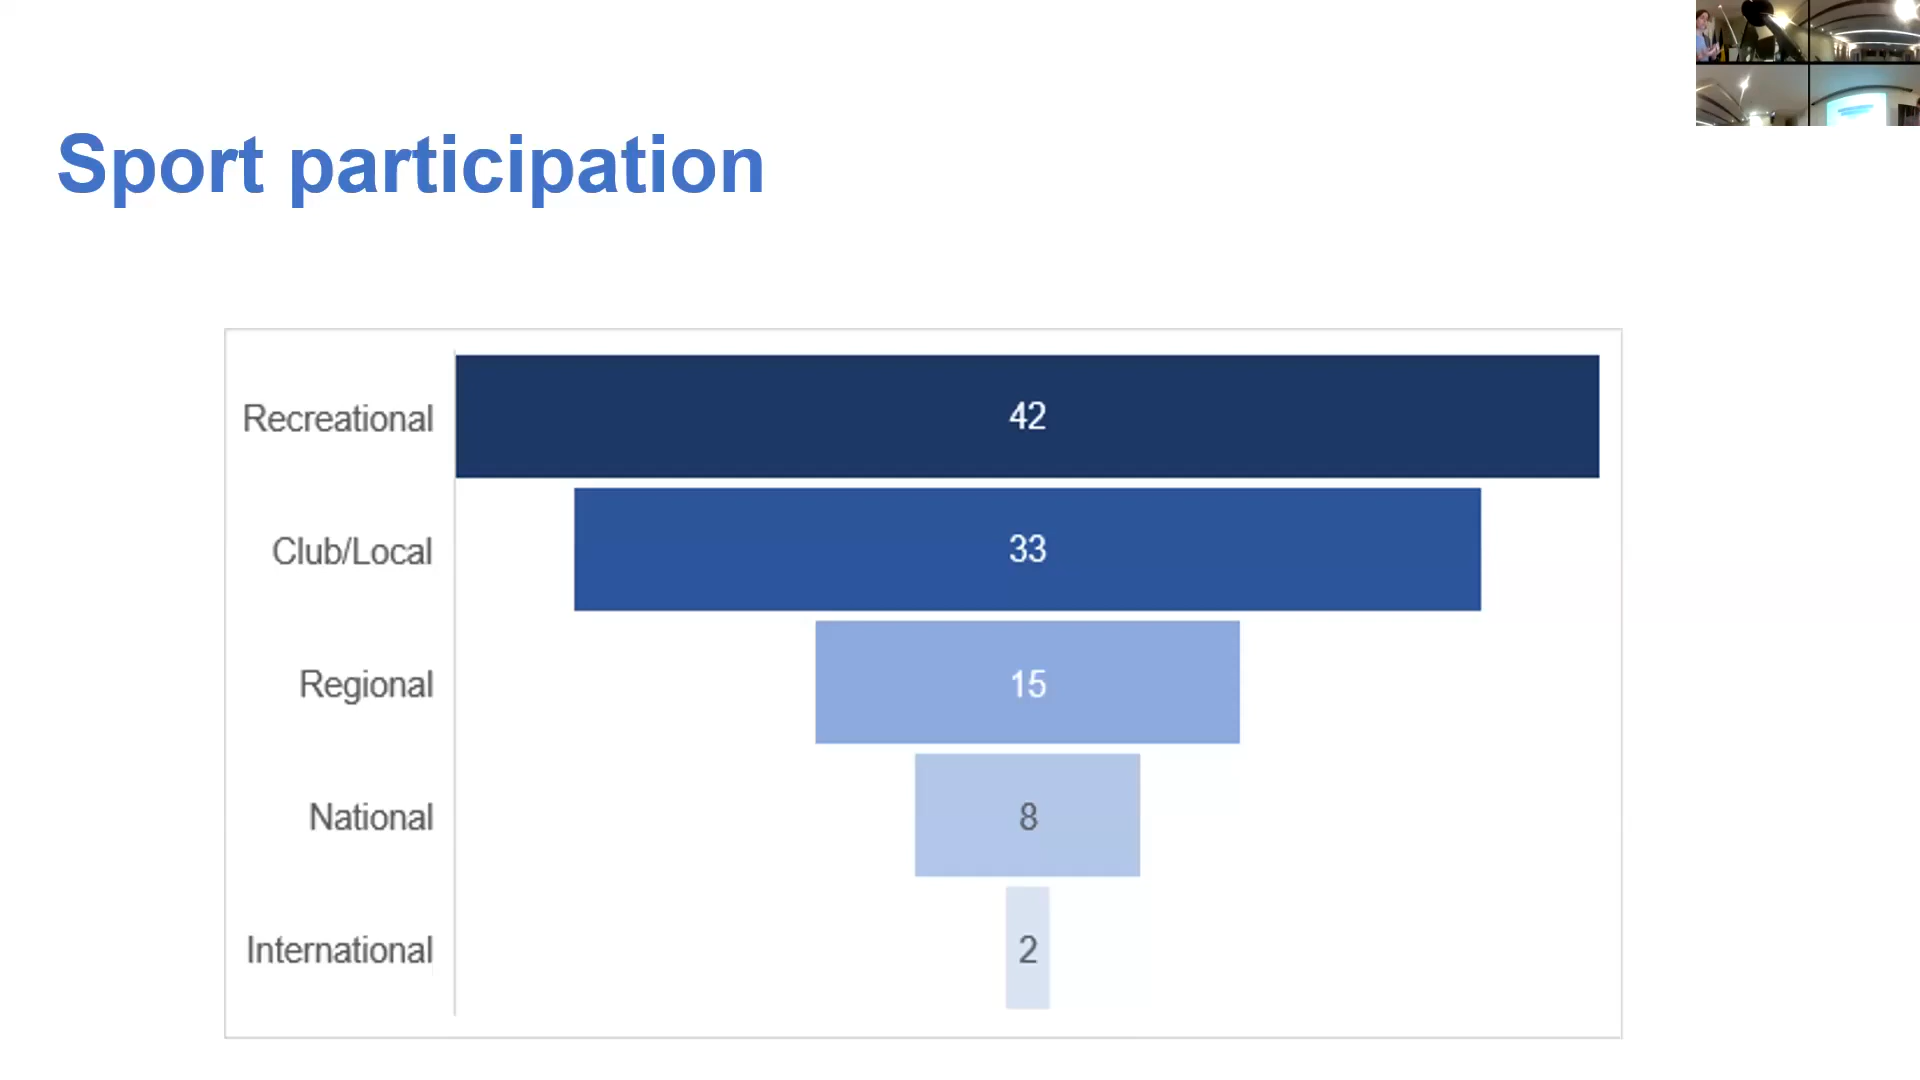 Sport participation
Recreational 42
Club/Local 33
Regional 15
National 8
International 2